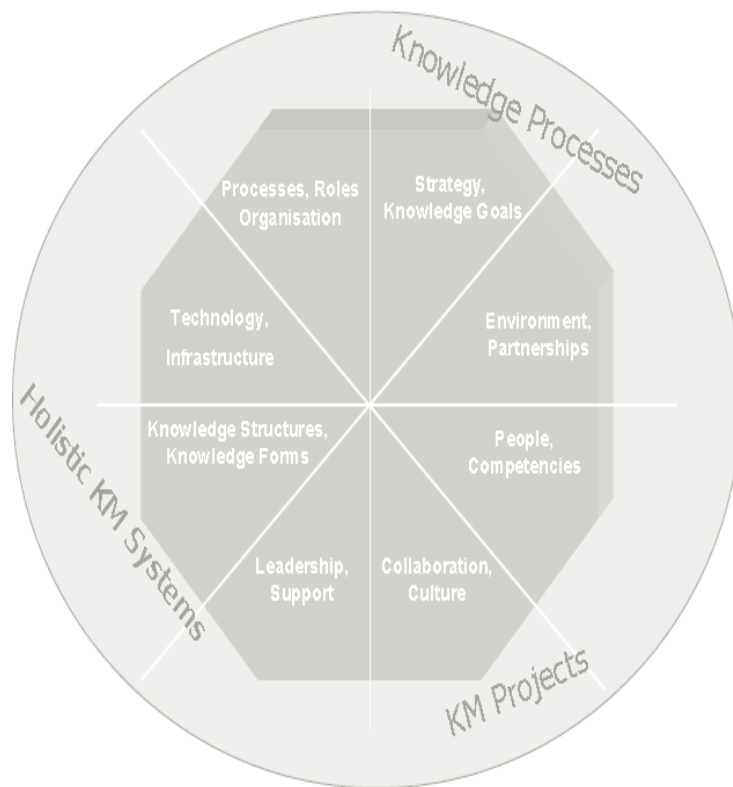 Knowledge Processes
Processes, Roles
Organisation
Strategy,
Knowledge Goals
Technology,
Infrastructure
Environment,
Partnerships
Knowledge Structures,
Knowledge Forms
People,
Competencies
Leadership,
Support
Collaboration,
Culture
Holistic KM Systems
KM Projects